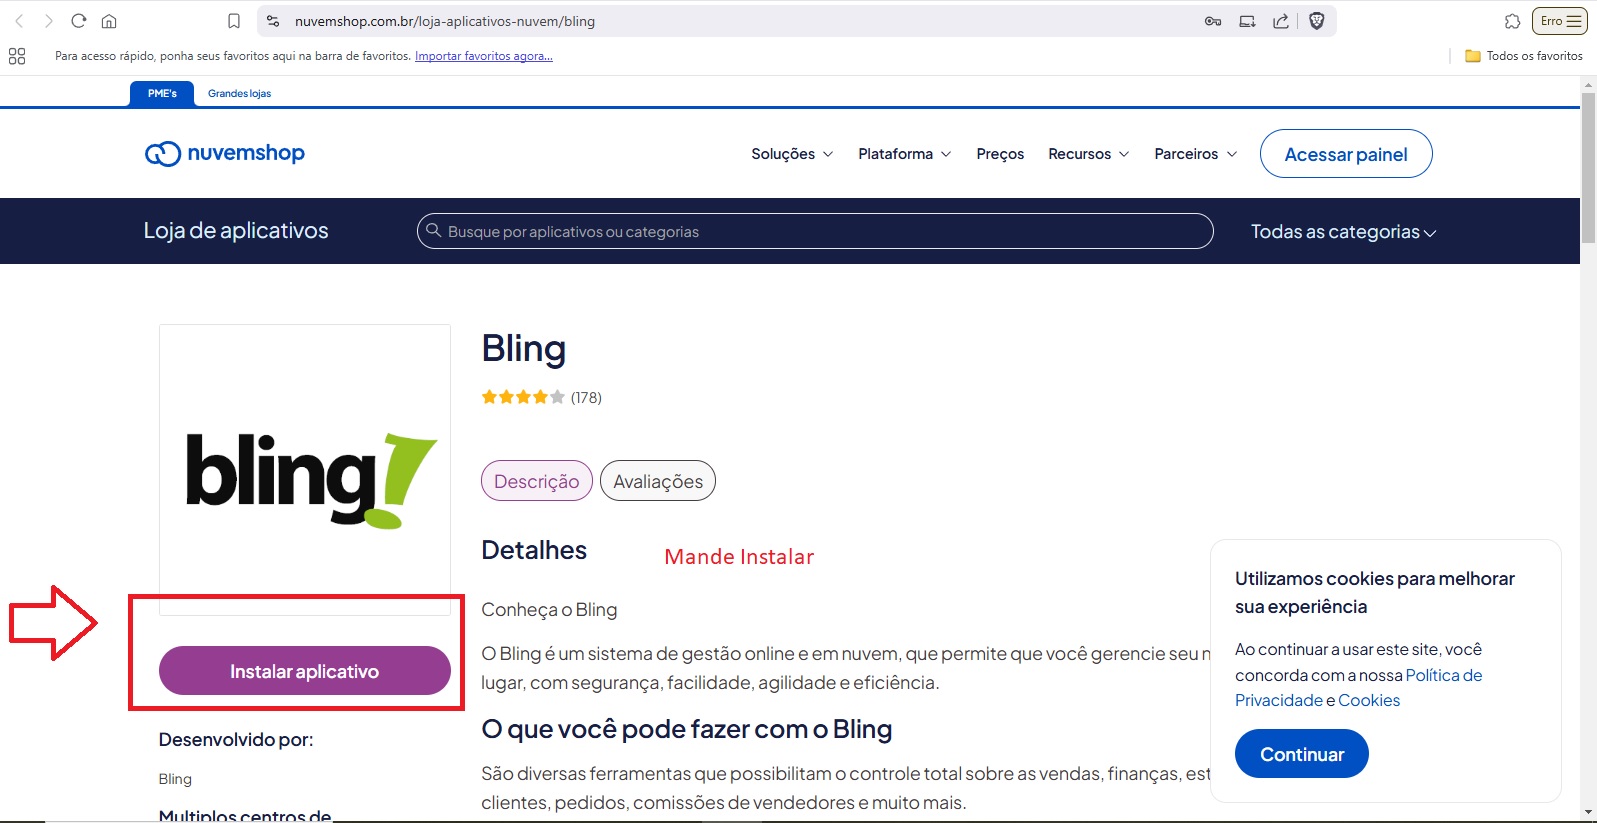 nuvemshop.com.br/loja-aplicativos-nuvem/bling
Erro
Para acesso rápido, ponha seus favoritos aqui na barra de favoritos. Importar favoritos agora...
Todos os favoritos
PME's
Grandes lojas
nuvemshop
Soluções
Plataforma
Preços
Recursos
Parceiros
Acessar painel
Loja de aplicativos
Busque por aplicativos ou categorias
Todas as categorias
bling!
Bling
(178)
Descrição
Avaliações
Detalhes
Mande Instalar
Conheça o Bling
O Bling é um sistema de gestão online e em nuvem, que permite que você gerencie seu
lugar, com segurança, facilidade, agilidade e eficiência.
O que você pode fazer com o Bling
São diversas ferramentas que possibilitam o controle total sobre as vendas, finanças,
clientes, pedidos, comissões de vendedores e muito mais.
Instalar aplicativo
Desenvolvido por:
Bling
Multiplos centros de
Utilizamos cookies para melhorar
sua experiência
Ao continuar a usar este site, você
concorda com a nossa Política de
Privacidade e Cookies
Continuar